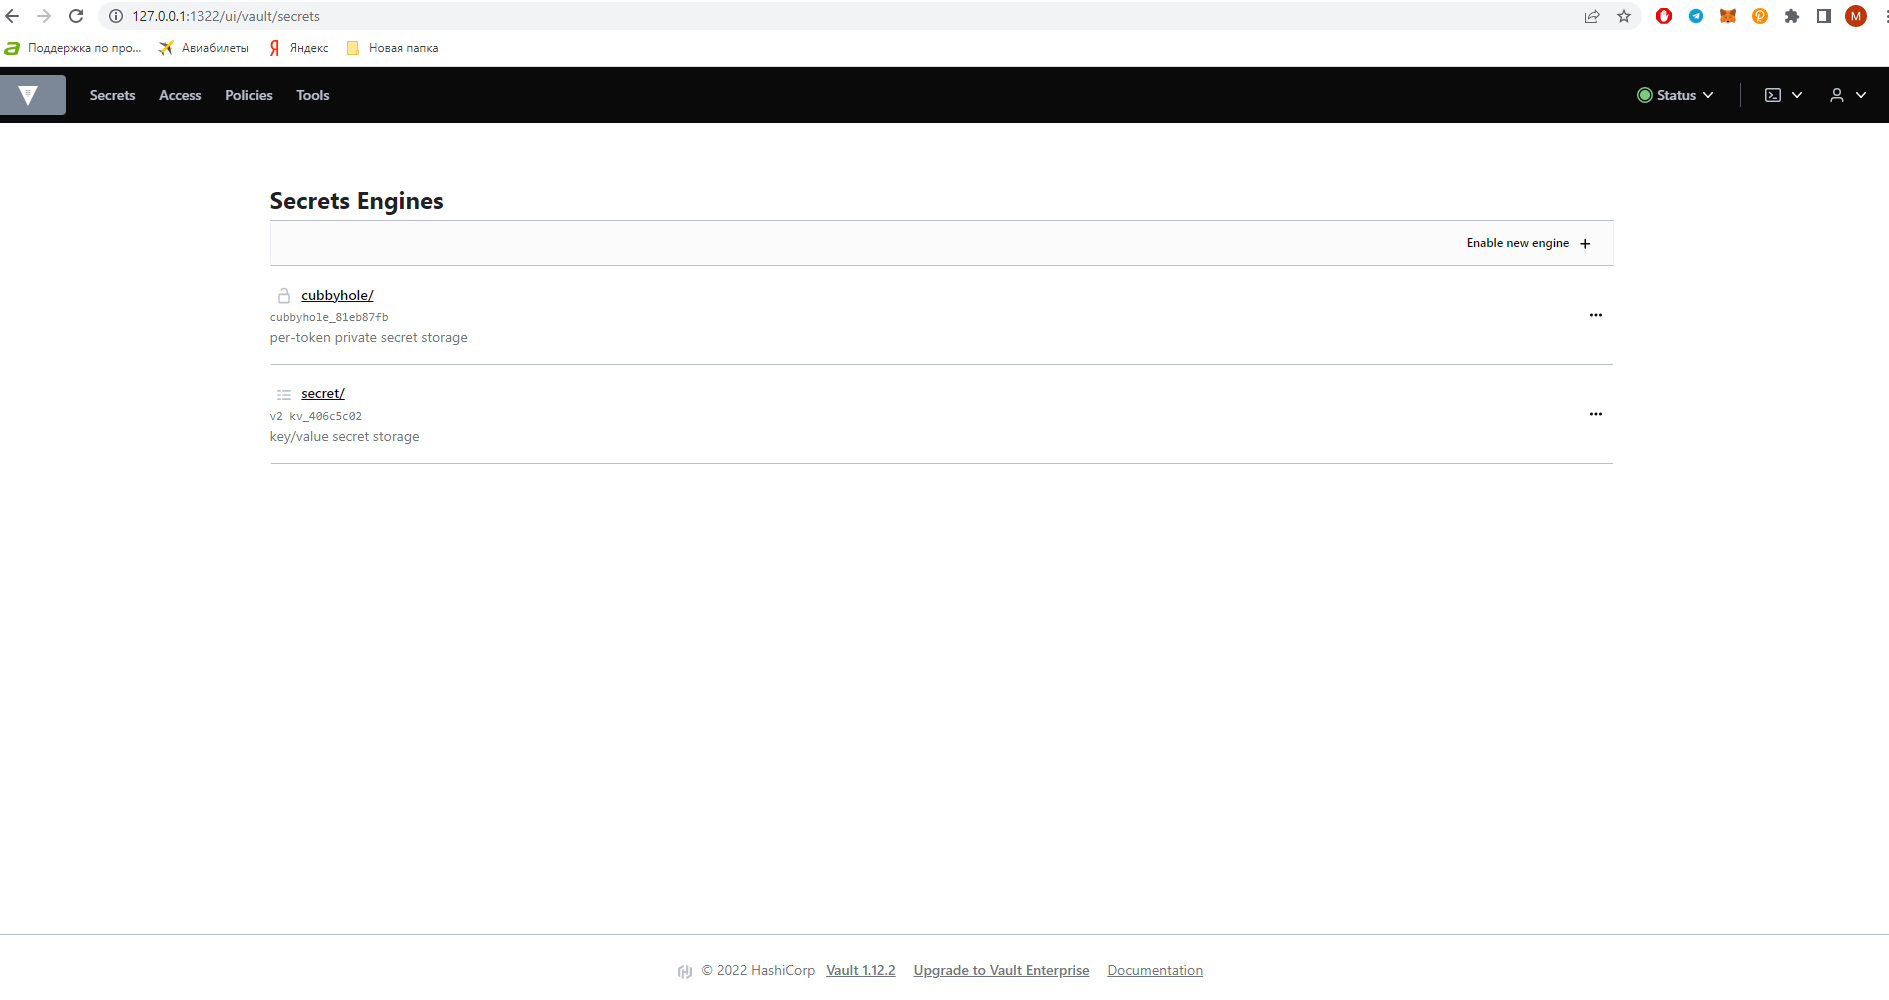 127.0.0.1:1322/ui/vault/secrets
M
Поддержка по про... Авиабилеты Яндекс Новая папка
Secrets Access Policies Tools Status
Secrets Engines
Enable new engine
cubbyhole/
cubbyhole_81eb87fb
per-token private secret storage
secret/
v2 kv_406c5c02
key/value secret storage
© 2022 HashiCorp Vault 1.12.2 Upgrade to Vault Enterprise Documentation